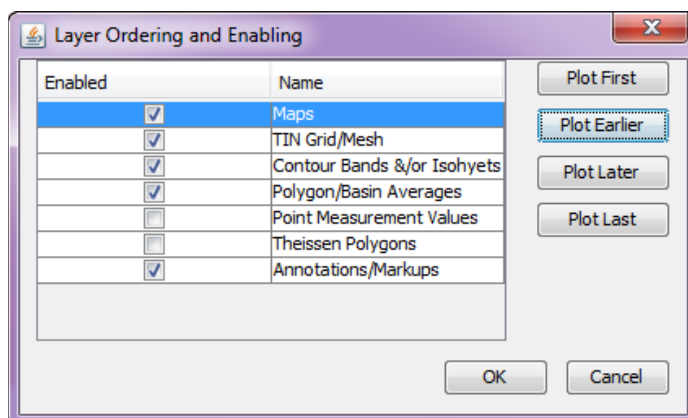 Layer Ordering and Enabling
X
Enabled Name
Maps
TIN Grid/Mesh
Contour Bands &/or Isohyets
Polygon/Basin Averages
Point Measurement Values
Theissen Polygons
Annotations/Markups
Plot First
Plot Earlier
Plot Later
Plot Last
OK Cancel